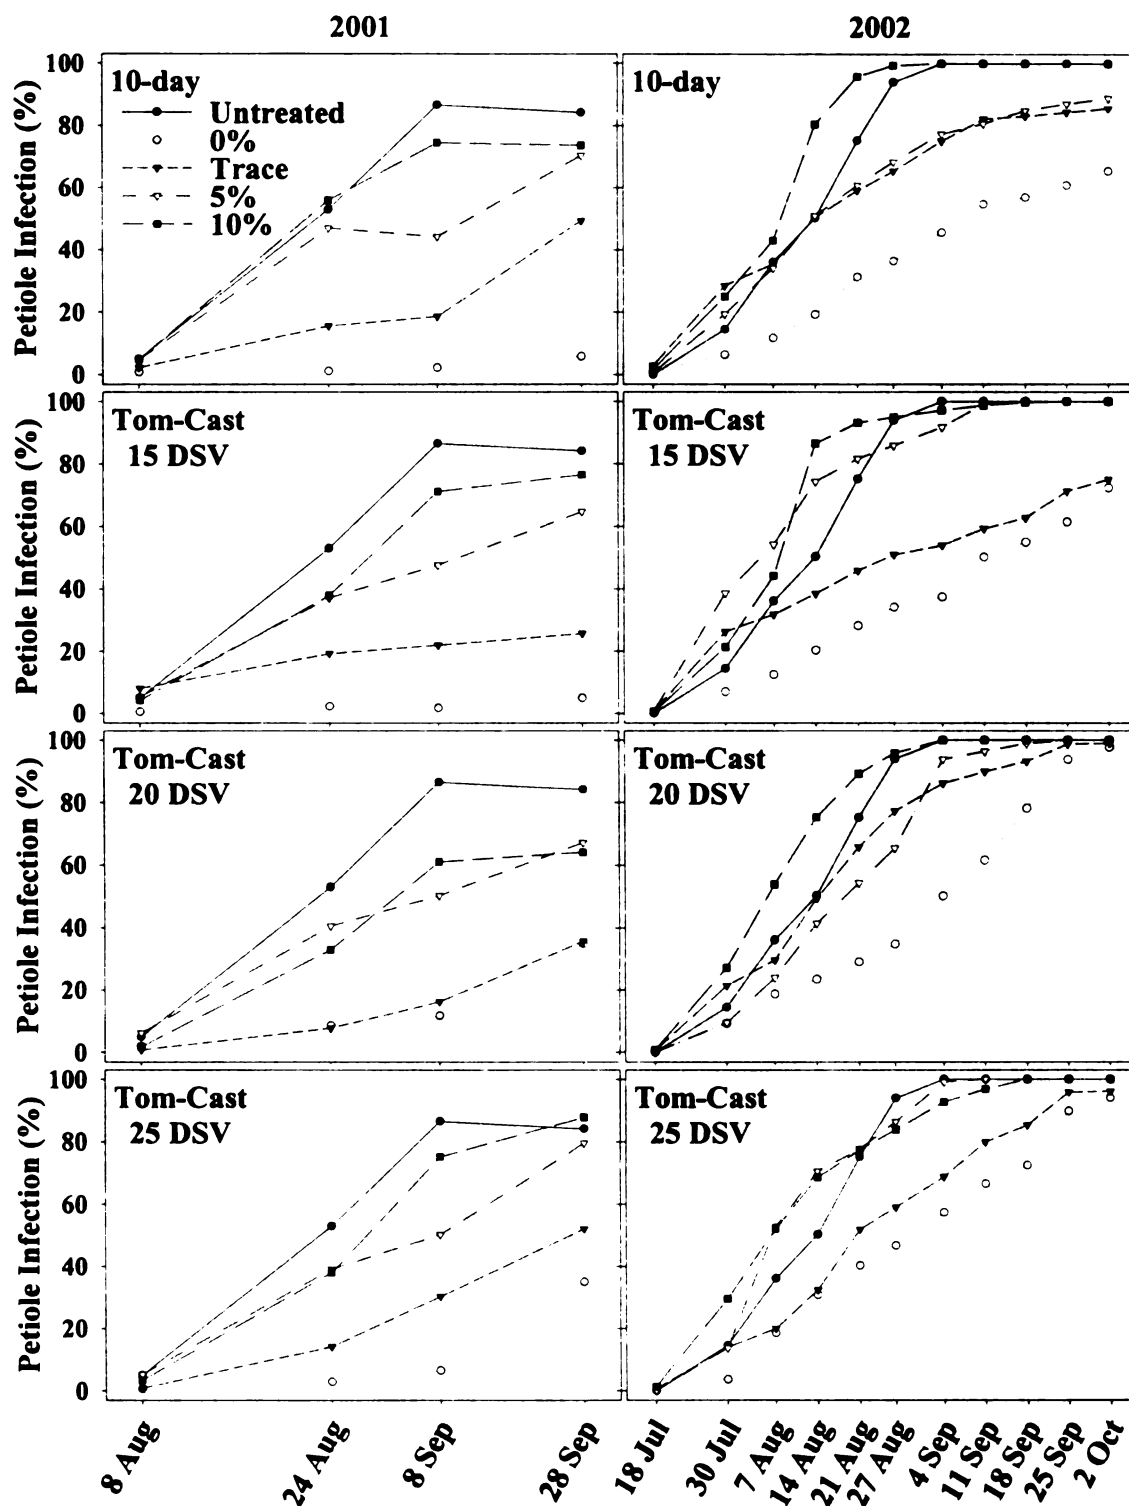 2001
2002
Petiole Infection (%)
100
80
60
40
20
0
10-day
Untreated
0%
Trace
5%
10%
10-day
Petiole Infection (%)
100
80
60
40
20
0
Tom-Cast
15 DSV
Tom-Cast
15 DSV
Petiole Infection (%)
100
80
60
40
20
0
Tom-Cast
20 DSV
Tom-Cast
20 DSV
Petiole Infection (%)
100
80
60
40
20
0
Tom-Cast
25 DSV
Tom-Cast
25 DSV
8 Aug
24 Aug
8 Sep
28 Sep
18 Jul
30 Jul
7 Aug
14 Aug
21 Aug
27 Aug
4 Sep
11 Sep
18 Sep
25 Sep
2 Oct